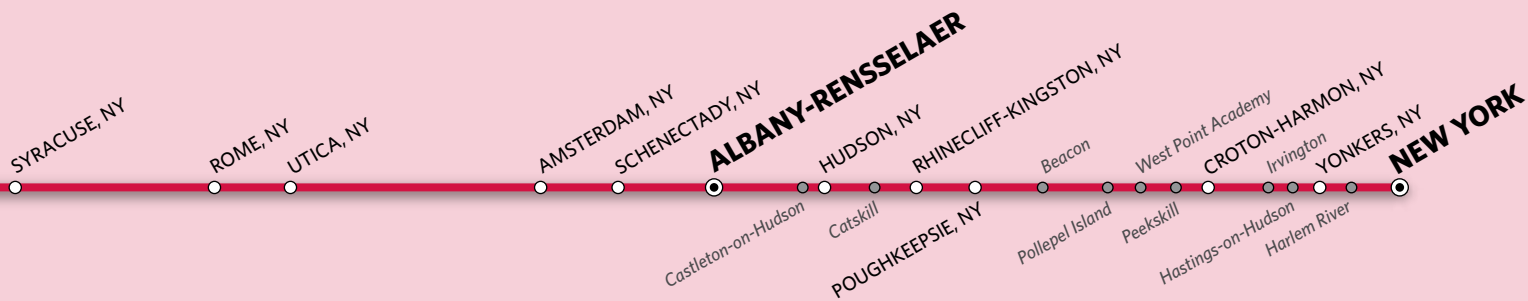 SYRACUSE, NY
ROME, NY
UTICA, NY
AMSTERDAM, NY
SCHENECTADY, NY
ALBANY-RENSSELAER
Castleton-on-Hudson
HUDSON, NY
Catskill
RHINECLIFF-KINGSTON, NY
POUGHKEEPSIE, NY
Beacon
Pollepel Island
West Point Academy
Peekskill
CROTON-HARMON, NY
Irvington
Hastings-on-Hudson
YONKERS, NY
Harlem River
NEW YORK